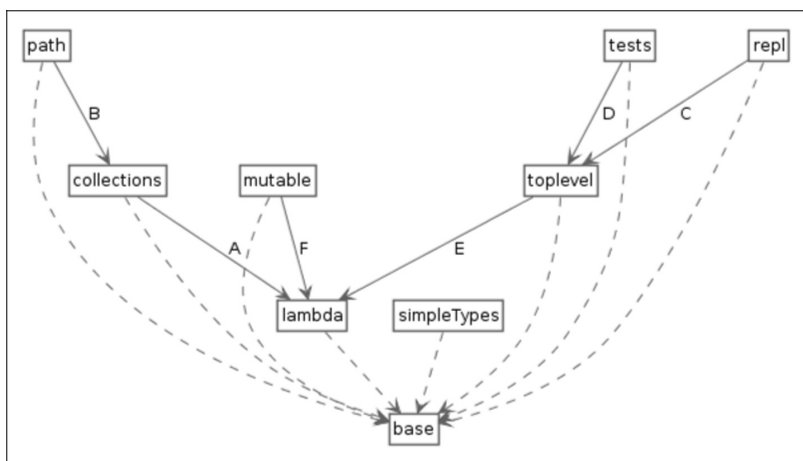 path
tests
repl
B
D
C
collections
mutable
toplevel
A
F
E
lambda
simpleTypes
base